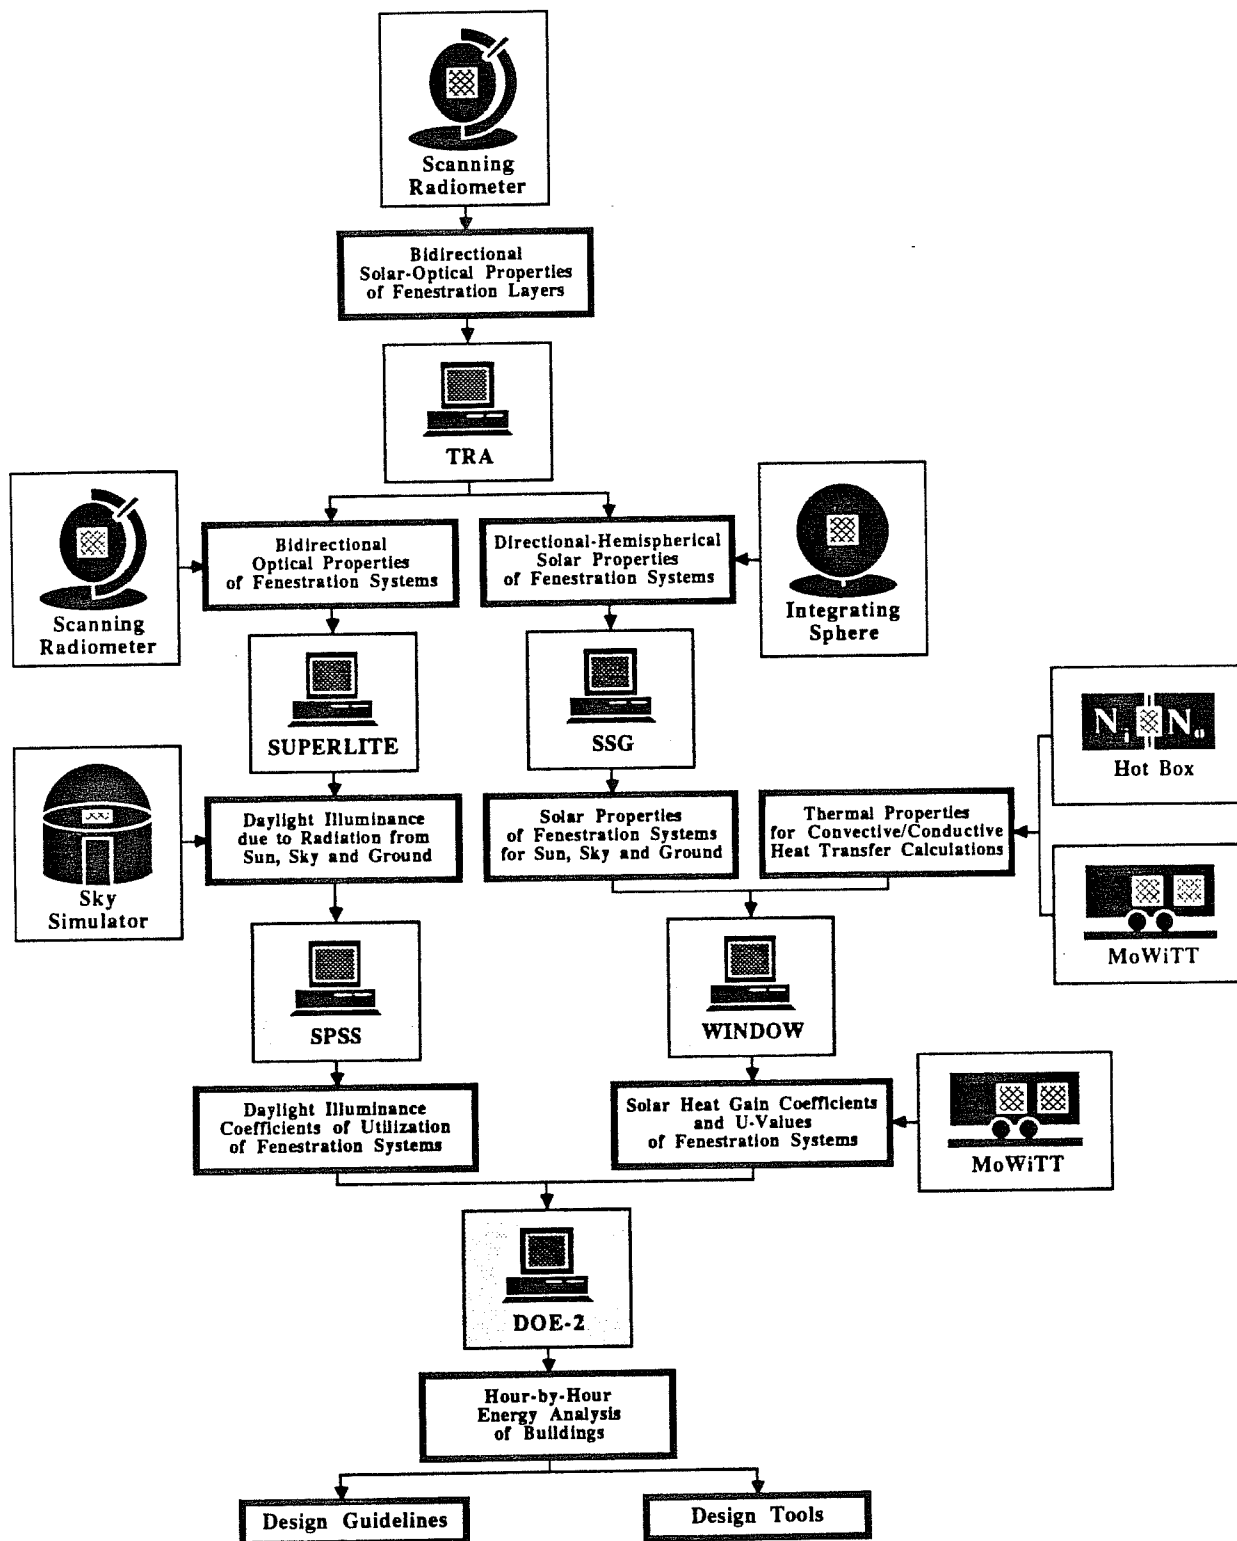 Scanning
Radiometer
Bidirectional
Solar-Optical Properties
of Fenestration Layers
TRA
Scanning
Radiometer
Bidirectional
Optical Properties
of Fenestration Systems
Directional-Hemispherical
Solar Properties
of Fenestration Systems
Integrating
Sphere
SUPERLITE
SSG
Ni No
Hot Box
Sky
Simulator
Daylight Illuminance
due to Radiation from
Sun, Sky and Ground
Solar Properties
of Fenestration Systems
for Sun, Sky and Ground
Thermal Properties
for Convective/Conductive
Heat Transfer Calculations
MoWiTT
SPSS
WINDOW
Daylight Illuminance
Coefficients of Utilization
of Fenestration Systems
Solar Heat Gain Coefficients
and U-Values
of Fenestration Systems
MoWiTT
DOE-2
Hour-by-Hour
Energy Analysis
of Buildings
Design Guidelines
Design Tools